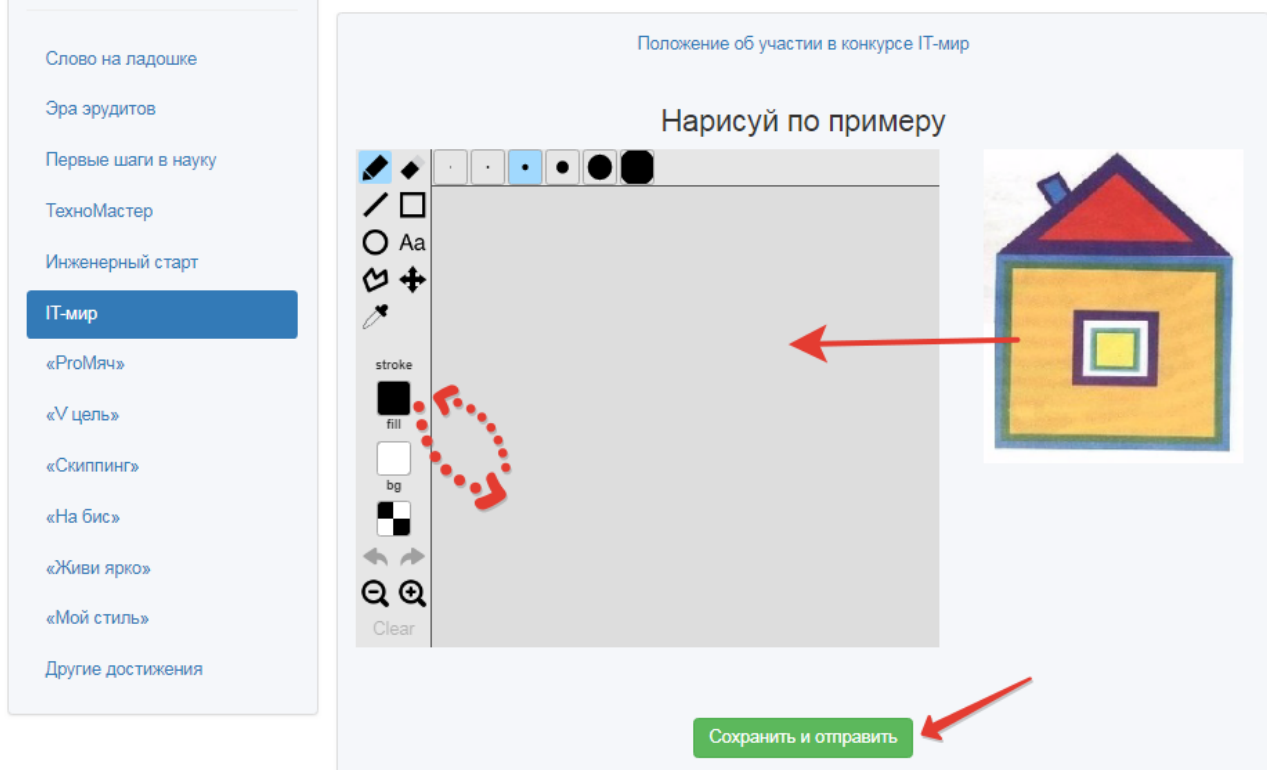 Слово на ладошке
Эра эрудитов
Первые шаги в науку
ТехноМастер
Инженерный старт
IT-мир
«ProМяч»
«V цель»
«Скиппинг»
«На бис»
«Живи ярко»
«Мой стиль»
Другие достижения
Положение об участии в конкурсе IT-мир
Нарисуй по примеру
Aa
stroke
fill
bg
Clear
Сохранить и отправить